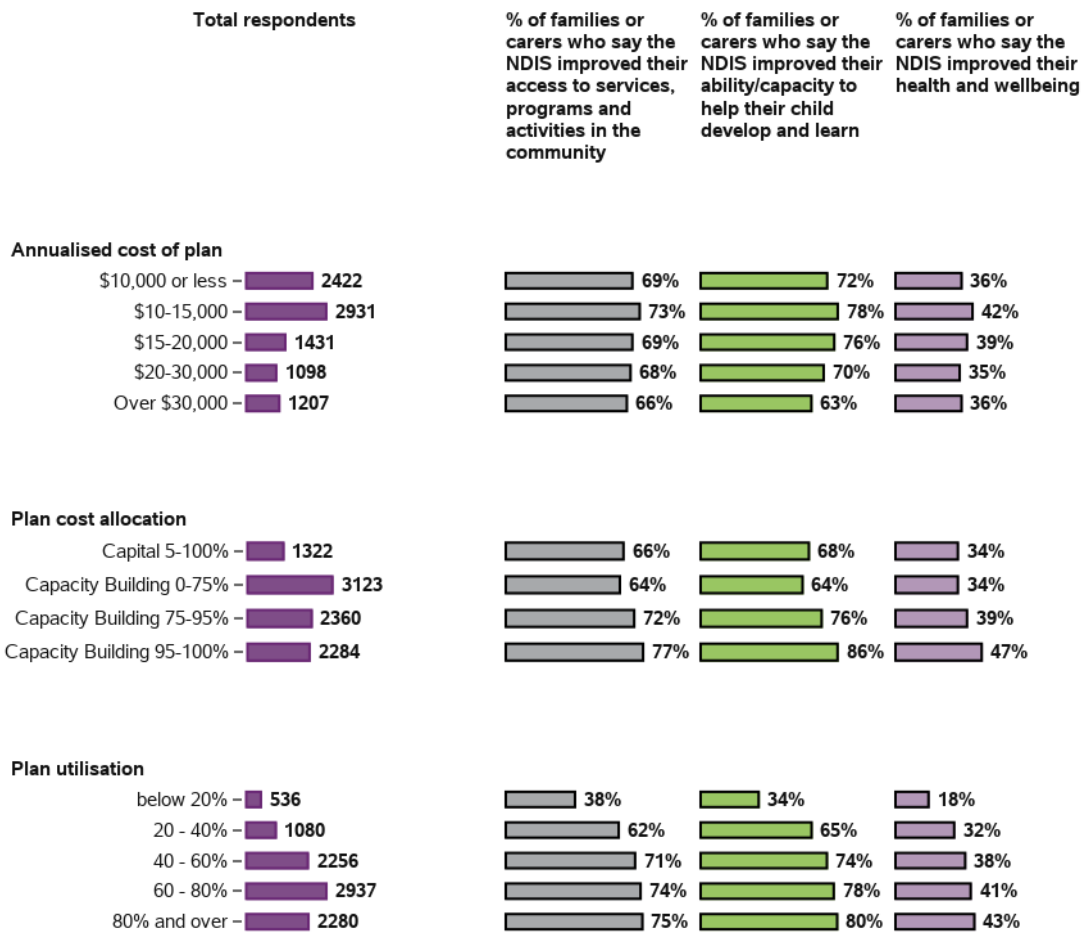 Total respondents
% of families or
carers who say the
NDIS improved their
access to services,
programs and
activities in the
community
% of families or
carers who say the
NDIS improved their
ability/capacity to
help their child
develop and learn
% of families or
carers who say the
NDIS improved their
health and wellbeing
Annualised cost of plan
$10,000 or less 2422 69% 72% 36%
$10-15,000 2931 73% 78% 42%
$15-20,000 1431 69% 76% 39%
$20-30,000 1098 68% 70% 35%
Over $30,000 1207 66% 63% 36%
Plan cost allocation
Capital 5-100% 1322 66% 68% 34%
Capacity Building 0-75% 3123 64% 64% 34%
Capacity Building 75-95% 2360 72% 76% 39%
Capacity Building 95-100% 2284 77% 86% 47%
Plan utilisation
below 20% 536 38% 34% 18%
20 - 40% 1080 62% 65% 32%
40 - 60% 2256 71% 74% 38%
60 - 80% 2937 74% 78% 41%
80% and over 2280 75% 80% 43%